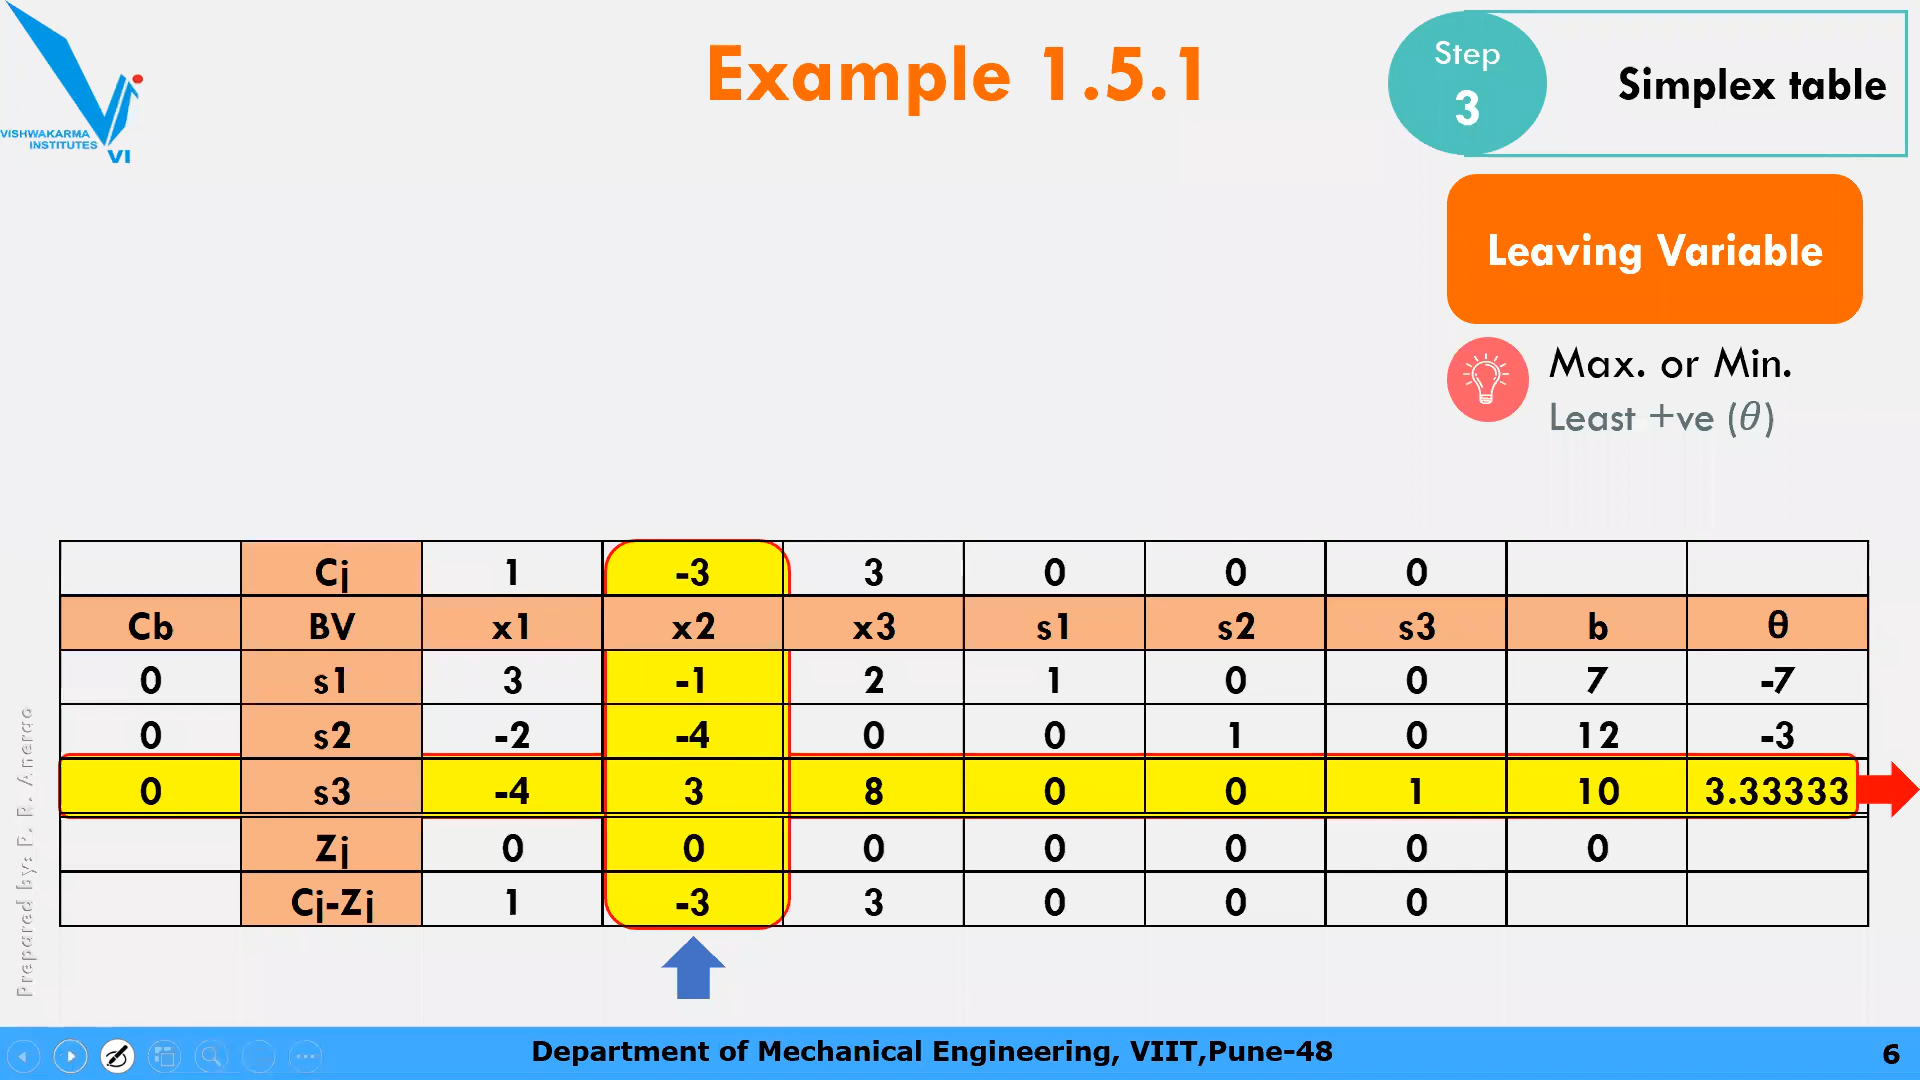 VISHWAKARMA
INSTITUTES
VI
Example 1.5.1
Step
3
Simplex table
Leaving Variable
Max. or Min.
Least +ve (θ)
Cj 1 -3 3 0 0 0
Cb BV x1 x2 x3 s1 s2 s3 b θ
0 s1 3 -1 2 1 0 0 7 -7
0 s2 -2 -4 0 0 1 0 12 -3
0 s3 -4 3 8 0 0 1 10 3.33333
Zj 0 0 0 0 0 0 0
Cj-Zj 1 -3 3 0 0 0
Prepared by: P. R. Anerao
Department of Mechanical Engineering, VIIT,Pune-48
6